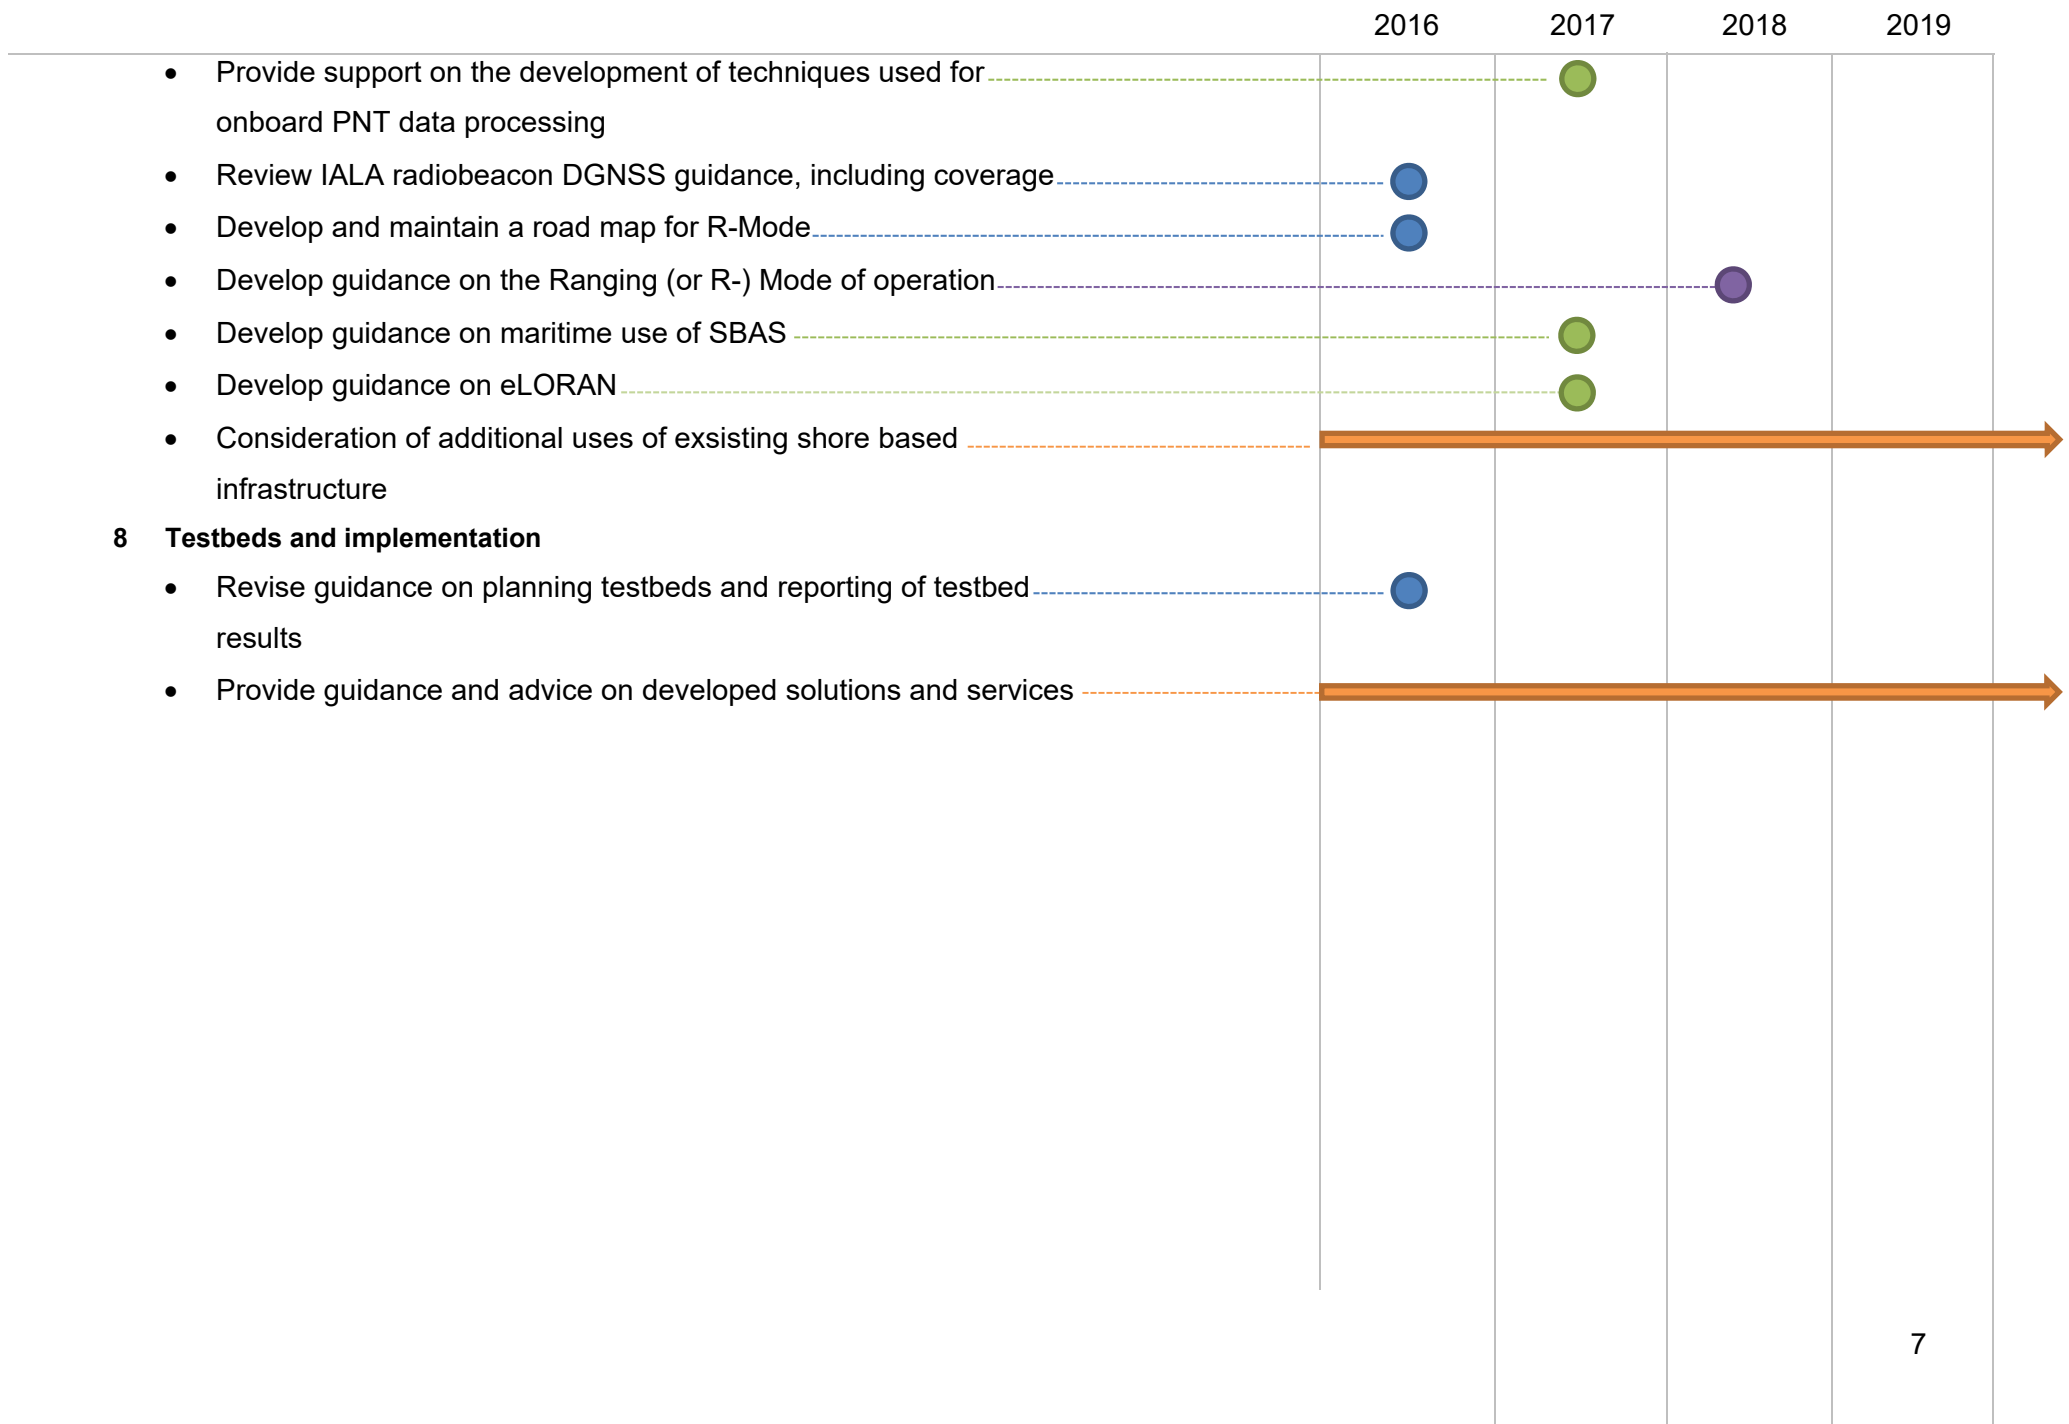 2016 2017 2018 2019
• Provide support on the development of techniques used for
onboard PNT data processing
• Review IALA radiobeacon DGNSS guidance, including coverage
• Develop and maintain a road map for R-Mode
• Develop guidance on the Ranging (or R-) Mode of operation
• Develop guidance on maritime use of SBAS
• Develop guidance on eLORAN
• Consideration of additional uses of exsisting shore based
infrastructure
8 Testbeds and implementation
• Revise guidance on planning testbeds and reporting of testbed
results
• Provide guidance and advice on developed solutions and services
7